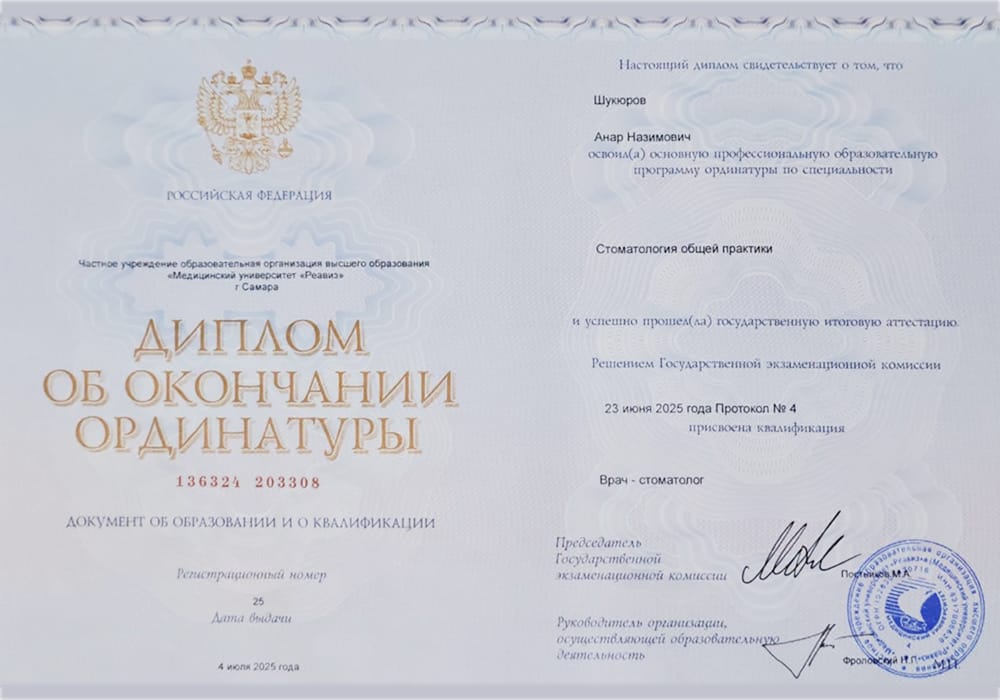 РОССИЙСКАЯ ФЕДЕРАЦИЯ
Частное учреждение образовательная организация высшего образования
«Медицинский университет «Реавиз»
г Самара
ДИПЛОМ
ОБ ОКОНЧАНИИ
ОРДИНАТУРЫ
136324 203308
ДОКУМЕНТ ОБ ОБРАЗОВАНИИ И О КВАЛИФИКАЦИИ
Регистрационный номер
25
Дата выдачи
4 июля 2025 года
Настоящий диплом свидетельствует о том, что
Шукюров
Анар Назимович
освоил(а) основную профессиональную образовательную
программу ординатуры по специальности
Стоматология общей практики
и успешно прошел(ла) государственную итоговую аттестацию.
Решением Государственной экзаменационной комиссии
23 июня 2025 года Протокол № 4
присвоена квалификация
Врач - стоматолог
Председатель
Государственной
экзаменационной комиссии
Постников М.А.
Руководитель организации,
осуществляющей образовательную
деятельность
Фроловский Н.П.
М.П.